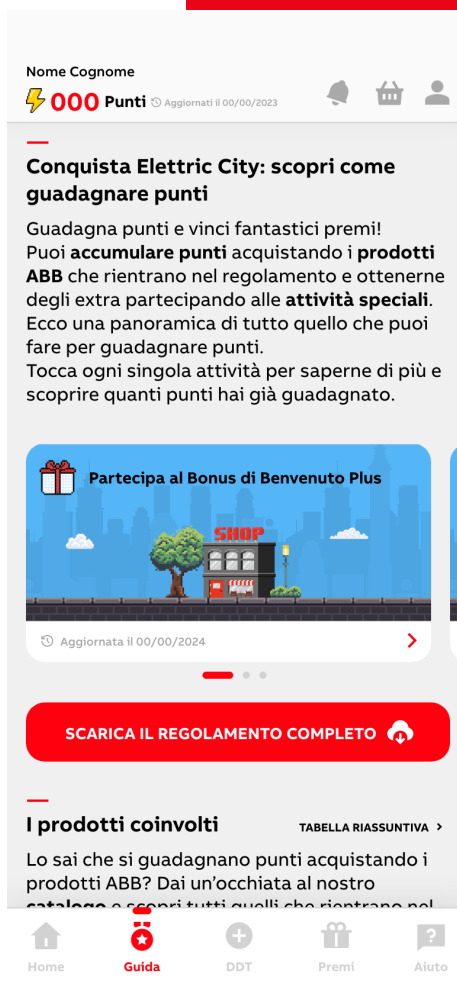 Nome Cognome
000 Punti Aggiornati il 00/00/2023
Conquista Elettric City: scopri come
guadagnare punti
Guadagna punti e vinci fantastici premi!
Puoi accumulare punti acquistando i prodotti
ABB che rientrano nel regolamento e ottenerne
degli extra partecipando alle attività speciali.
Ecco una panoramica di tutto quello che puoi
fare per guadagnare punti.
Tocca ogni singola attività per saperne di più e
scoprire quanti punti hai già guadagnato.
Partecipa al Bonus di Benvenuto Plus
SHOP
Aggiornata il 00/00/2024
SCARICA IL REGOLAMENTO COMPLETO
I prodotti coinvolti
TABELLA RIASSUNTIVA >
Lo sai che si guadagnano punti acquistando i
prodotti ABB? Dai un’occhiata al nostro
catalogo e scopri tutti quelli che rientrano nel
Home
Guida
DDT
Premi
Aiuto